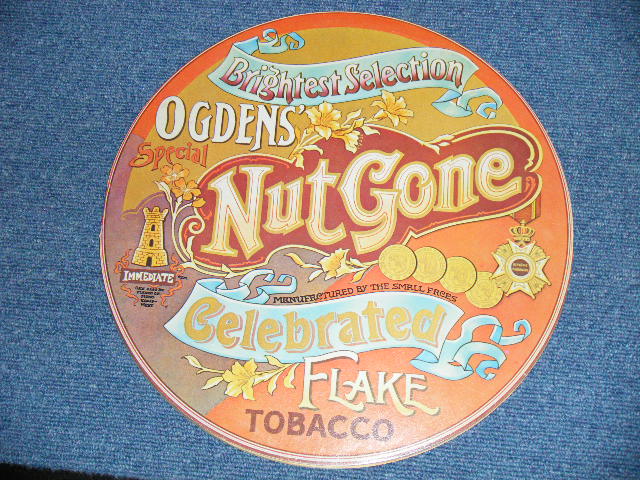 Brightest Selection
OGDENS'
Special
Nut Gone
IMMEDIATE
MANUFACTURED BY THE SMALL FACES
Celebrated
FLAKE
TOBACCO